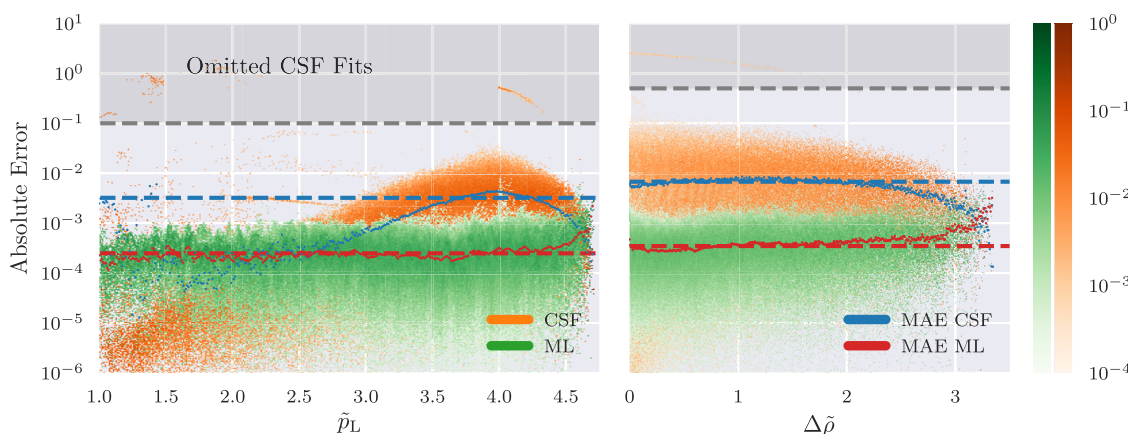 Absolute Error
10^1
10^0
10^-1
10^-2
10^-3
10^-4
10^-5
10^-6
Omitted CSF Fits
CSF
ML
1.0 1.5 2.0 2.5 3.0 3.5 4.0 4.5
p̃_L
MAE CSF
MAE ML
0 1 2 3
Δρ̃
10^0
10^-1
10^-2
10^-3
10^-4